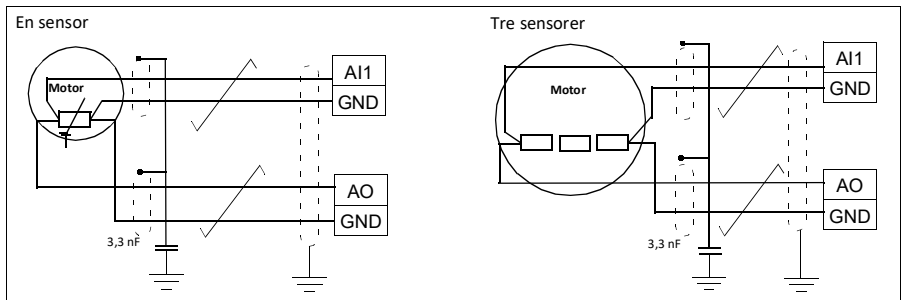 En sensor
Motor
AI1
GND
AO
GND
3,3 nF
Tre sensorer
Motor
AI1
GND
AO
GND
3,3 nF